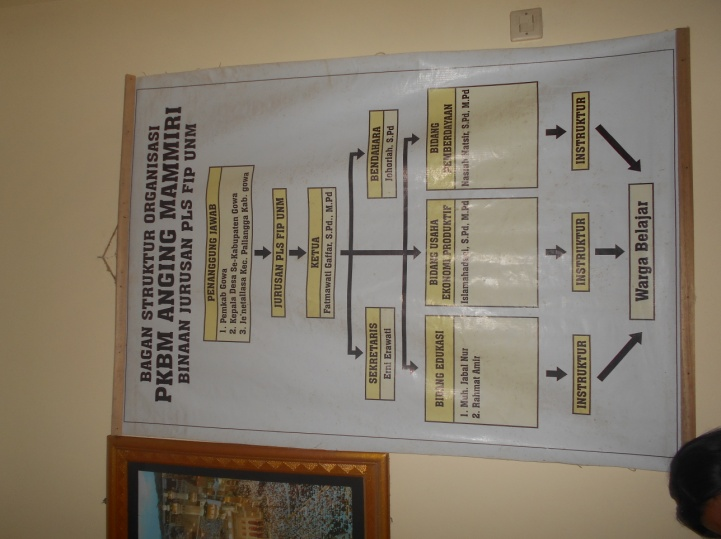 BAGAN STRUKTUR ORGANISASI
PKBM ANGING MAMMIRI
BINAAN JURUSAN PLS FIP UNM
PENANGGUNG JAWAB
1. Pemkab Gowa
2. Kepala Desa Se-Kabupaten Gowa
3. Je'netallasa Kec. Pallangga Kab. gowa
JURUSAN PLS FIP UNM
KETUA
Fatmawati Gaffar, S.Pd., M.Pd
SEKRETARIS
Erni Erawati
BENDAHARA
Johoriah, S.Pd
BIDANG EDUKASI
1. Muh. Jabal Nur
2. Rahmat Amir
BIDANG USAHA
EKONOMI PRODUKTIF
S.Pd, M.Pd
BIDANG
PEMBERDAYAAN
Nasrah Natsir, S.Pd, M.Pd
INSTRUKTUR
INSTRUKTUR
INSTRUKTUR
Warga Belajar